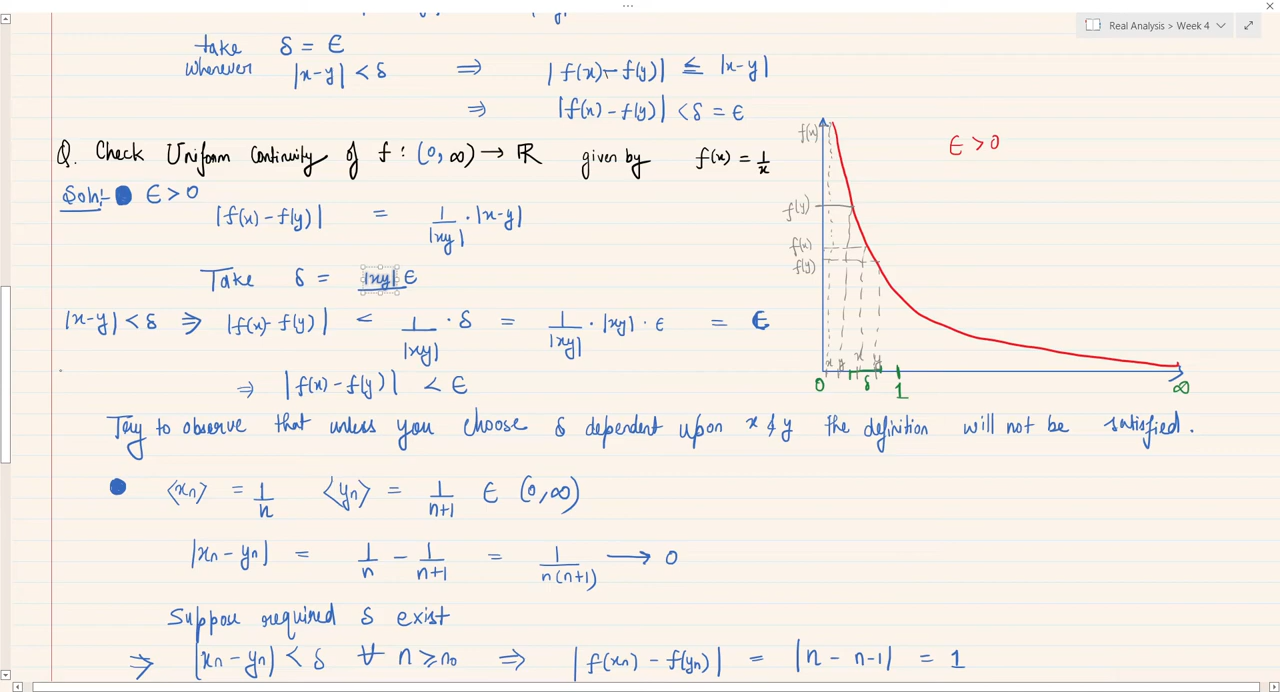 Real Analysis > Week 4
take δ = ∈
whenever |x-y| < δ ⇒ |f(x) - f(y)| ≤ |x-y|
⇒ |f(x) - f(y)| < δ = ∈
Q. Check Uniform Continuity of f : (0, ∞) → ℝ given by f(x) = 1/x
Soln:- ∈ > 0
|f(x) - f(y)| = 1/|xy| · |x-y|
Take δ = |xy| ∈
|x-y| < δ ⇒ |f(x) - f(y)| < 1/|xy| · δ = 1/|xy| · |xy| · ∈ = ∈
⇒ |f(x) - f(y)| < ∈
Try to observe that unless you choose δ dependent upon x & y the definition will not be satisfied.
⟨xn⟩ = 1/n ⟨yn⟩ = 1/n+1 ∈ (0, ∞)
|xn - yn| = 1/n - 1/n+1 = 1/n(n+1) → 0
Suppose required δ exist
⇒ |xn - yn| < δ ∀ n ≥ n0 ⇒ |f(xn) - f(yn)| = |n - n-1| = 1
∈ > 0
f(x)
f(y)
f(x)
f(y)
x y x y
0 δ 1 ∞